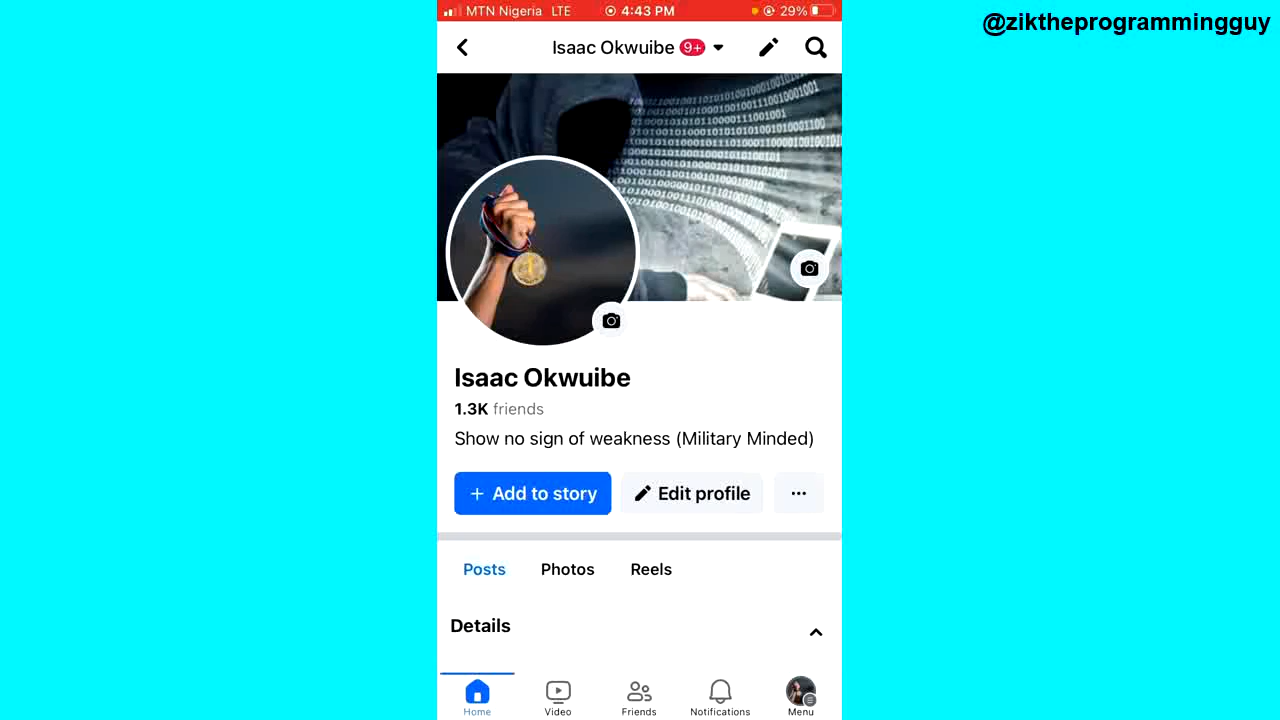 @ziktheprogrammingguy
MTN Nigeria LTE 4:43 PM 29%
Isaac Okwuibe 9+
Isaac Okwuibe
1.3K friends
Show no sign of weakness (Military Minded)
+ Add to story Edit profile ...
Posts Photos Reels
Details
Home Video Friends Notifications Menu